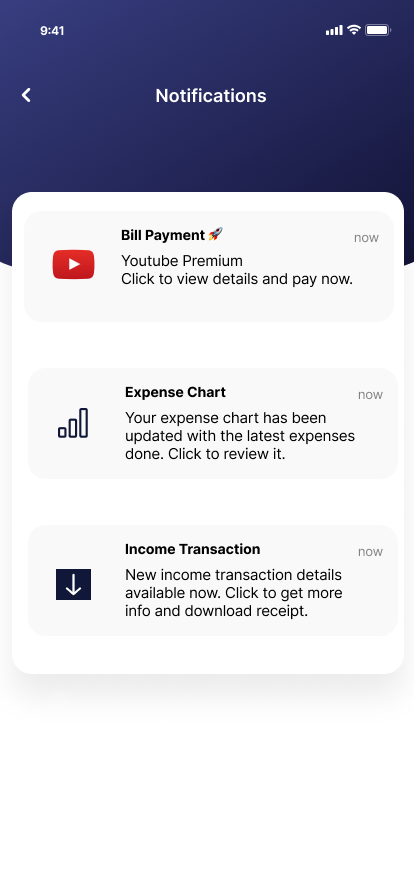 9:41
Notifications
Bill Payment 🚀
now
Youtube Premium
Click to view details and pay now.
Expense Chart
now
Your expense chart has been
updated with the latest expenses
done. Click to review it.
Income Transaction
now
New income transaction details
available now. Click to get more
info and download receipt.